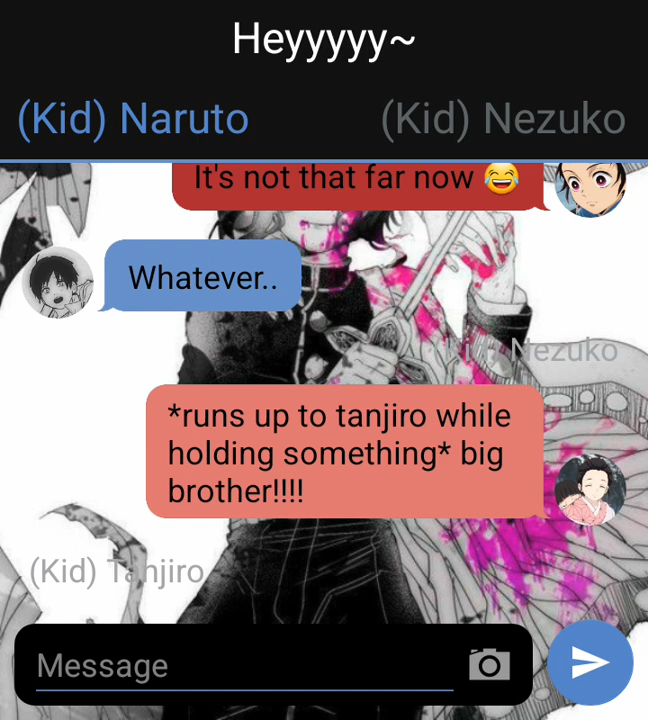 Heyyyyy~
(Kid) Naruto
(Kid) Nezuko
It's not that far now 😂
Whatever..
(Kid) Nezuko
*runs up to tanjiro while
holding something* big
brother!!!!
(Kid) Tanjiro
Message